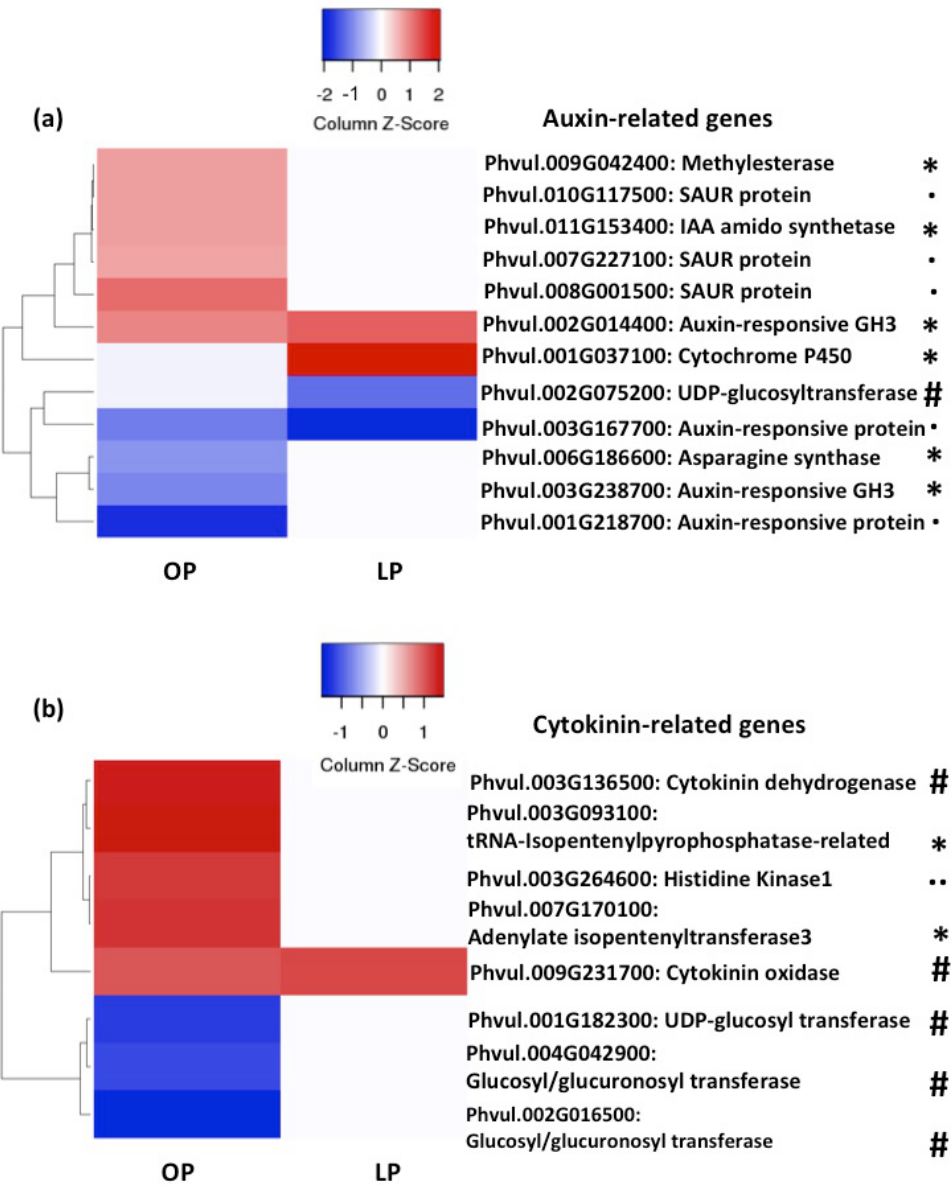 -2 -1 0 1 2
Column Z-Score
(a)
Auxin-related genes
Phvul.009G042400: Methylesterase *
Phvul.010G117500: SAUR protein ·
Phvul.011G153400: IAA amido synthetase *
Phvul.007G227100: SAUR protein ·
Phvul.008G001500: SAUR protein ·
Phvul.002G014400: Auxin-responsive GH3 *
Phvul.001G037100: Cytochrome P450 *
Phvul.002G075200: UDP-glucosyltransferase #
Phvul.003G167700: Auxin-responsive protein ·
Phvul.006G186600: Asparagine synthase *
Phvul.003G238700: Auxin-responsive GH3 *
Phvul.001G218700: Auxin-responsive protein ·
OP LP
-1 0 1
Column Z-Score
(b)
Cytokinin-related genes
Phvul.003G136500: Cytokinin dehydrogenase #
Phvul.003G093100:
tRNA-Isopentenylpyrophosphatase-related *
Phvul.003G264600: Histidine Kinase1 ··
Phvul.007G170100:
Adenylate isopentenyltransferase3 *
Phvul.009G231700: Cytokinin oxidase #
Phvul.001G182300: UDP-glucosyl transferase #
Phvul.004G042900:
Glucosyl/glucuronosyl transferase #
Phvul.002G016500:
Glucosyl/glucuronosyl transferase #
OP LP